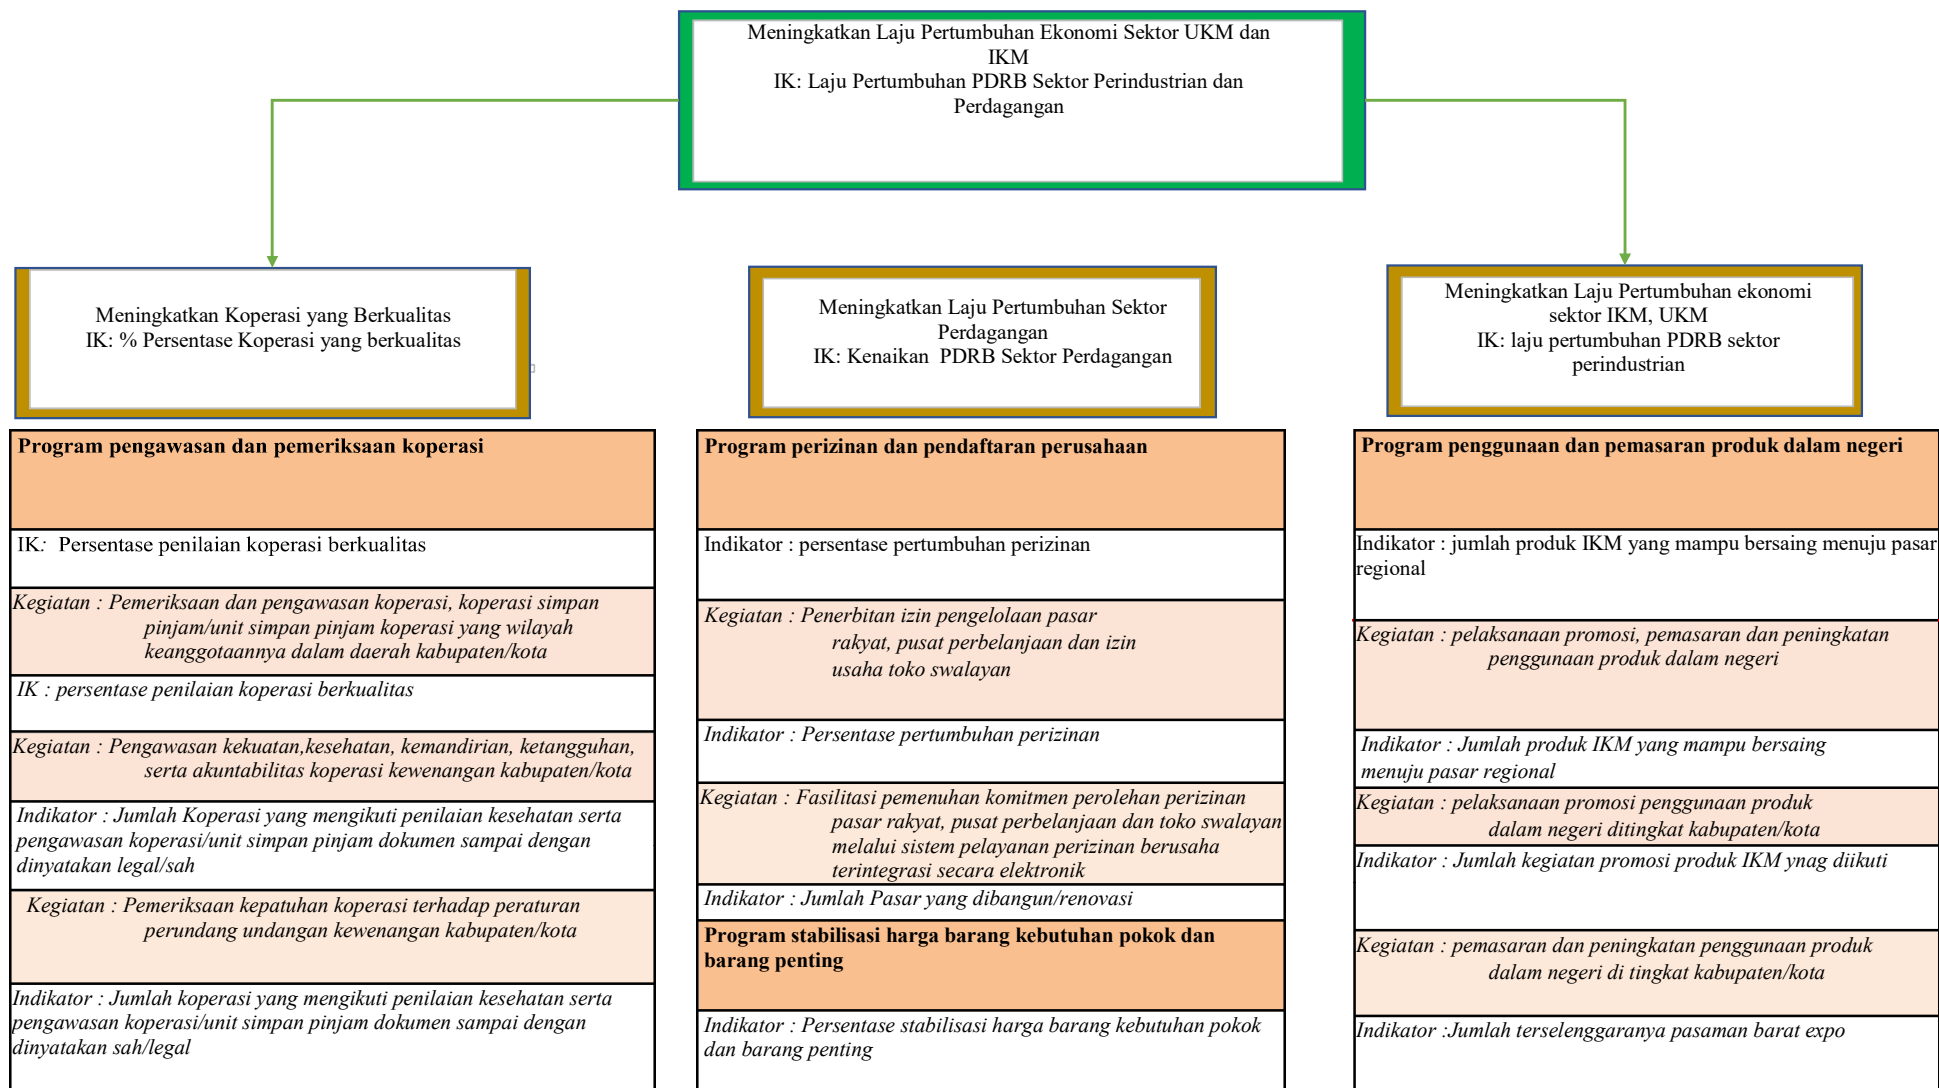 Meningkatkan Laju Pertumbuhan Ekonomi Sektor UKM dan
IKM
IK: Laju Pertumbuhan PDRB Sektor Perindustrian dan
Perdagangan
Meningkatkan Koperasi yang Berkualitas
IK: % Persentase Koperasi yang berkualitas
Meningkatkan Laju Pertumbuhan Sektor
Perdagangan
IK: Kenaikan PDRB Sektor Perdagangan
Meningkatkan Laju Pertumbuhan ekonomi
sektor IKM, UKM
IK: laju pertumbuhan PDRB sektor
perindustrian
Program pengawasan dan pemeriksaan koperasi
IK: Persentase penilaian koperasi berkualitas
Kegiatan : Pemeriksaan dan pengawasan koperasi, koperasi simpan
pinjam/unit simpan pinjam koperasi yang wilayah
keanggotaannya dalam daerah kabupaten/kota
IK : persentase penilaian koperasi berkualitas
Kegiatan : Pengawasan kekuatan,kesehatan, kemandirian, ketangguhan,
serta akuntabilitas koperasi kewenangan kabupaten/kota
Indikator : Jumlah Koperasi yang mengikuti penilaian kesehatan serta
pengawasan koperasi/unit simpan pinjam dokumen sampai dengan
dinyatakan legal/sah
Kegiatan : Pemeriksaan kepatuhan koperasi terhadap peraturan
perundang undangan kewenangan kabupaten/kota
Indikator : Jumlah koperasi yang mengikuti penilaian kesehatan serta
pengawasan koperasi/unit simpan pinjam dokumen sampai dengan
dinyatakan sah/legal
Program perizinan dan pendaftaran perusahaan
Indikator : persentase pertumbuhan perizinan
Kegiatan : Penerbitan izin pengelolaan pasar
rakyat, pusat perbelanjaan dan izin
usaha toko swalayan
Indikator : Persentase pertumbuhan perizinan
Kegiatan : Fasilitasi pemenuhan komitmen perolehan perizinan
pasar rakyat, pusat perbelanjaan dan toko swalayan
melalui sistem pelayanan perizinan berusaha
terintegrasi secara elektronik
Indikator : Jumlah Pasar yang dibangun/renovasi
Program stabilisasi harga barang kebutuhan pokok dan
barang penting
Indikator : Persentase stabilisasi harga barang kebutuhan pokok
dan barang penting
Program penggunaan dan pemasaran produk dalam negeri
Indikator : jumlah produk IKM yang mampu bersaing menuju pasar
regional
Kegiatan : pelaksanaan promosi, pemasaran dan peningkatan
penggunaan produk dalam negeri
Indikator : Jumlah produk IKM yang mampu bersaing
menuju pasar regional
Kegiatan : pelaksanaan promosi penggunaan produk
dalam negeri ditingkat kabupaten/kota
Indikator : Jumlah kegiatan promosi produk IKM ynag diikuti
Kegiatan : pemasaran dan peningkatan penggunaan produk
dalam negeri di tingkat kabupaten/kota
Indikator :Jumlah terselenggaranya pasaman barat expo